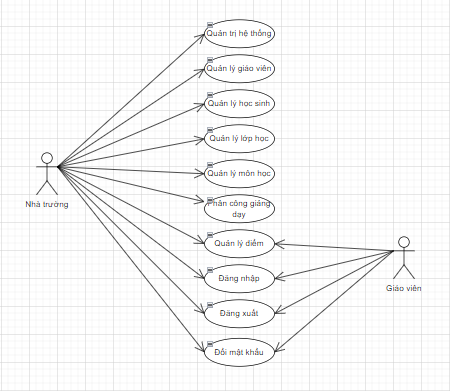 Quản trị hệ thống
Quản lý giáo viên
Quản lý học sinh
Quản lý lớp học
Quản lý môn học
Phân công giảng
dạy
Quản lý điểm
Đăng nhập
Đăng xuất
Đổi mật khẩu
Nhà trường
Giáo viên